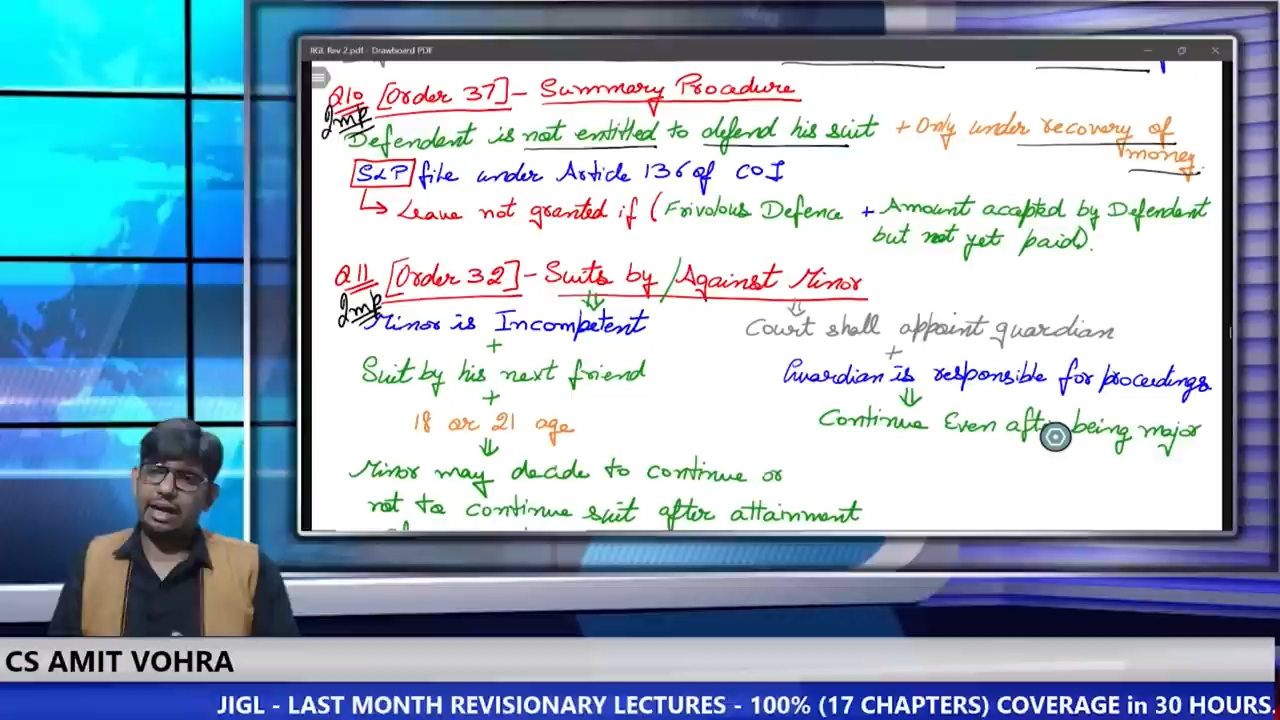 JIGL Rev 2.pdf - Drawboard PDF
Q10 [Order 37] - Summary Procedure
Imp
Defendent is not entitled to defend his suit + Only under recovery of money.
SLP file under Article 136 of COI
↳ Leave not granted if (Frivolous Defence + Amount accepted by Defendent
but not yet paid).
Q11 [Order 32] - Suits by / Against Minor
Imp
Minor is Incompetent
+
Suit by his next friend
+
18 or 21 age
⇓
Minor may decide to continue or
not to continue suit after attainment
Court shall appoint guardian
+
Guardian is responsible for proceedings
⇓
Continue Even after being major
CS AMIT VOHRA
JIGL - LAST MONTH REVISIONARY LECTURES - 100% (17 CHAPTERS) COVERAGE in 30 HOURS.